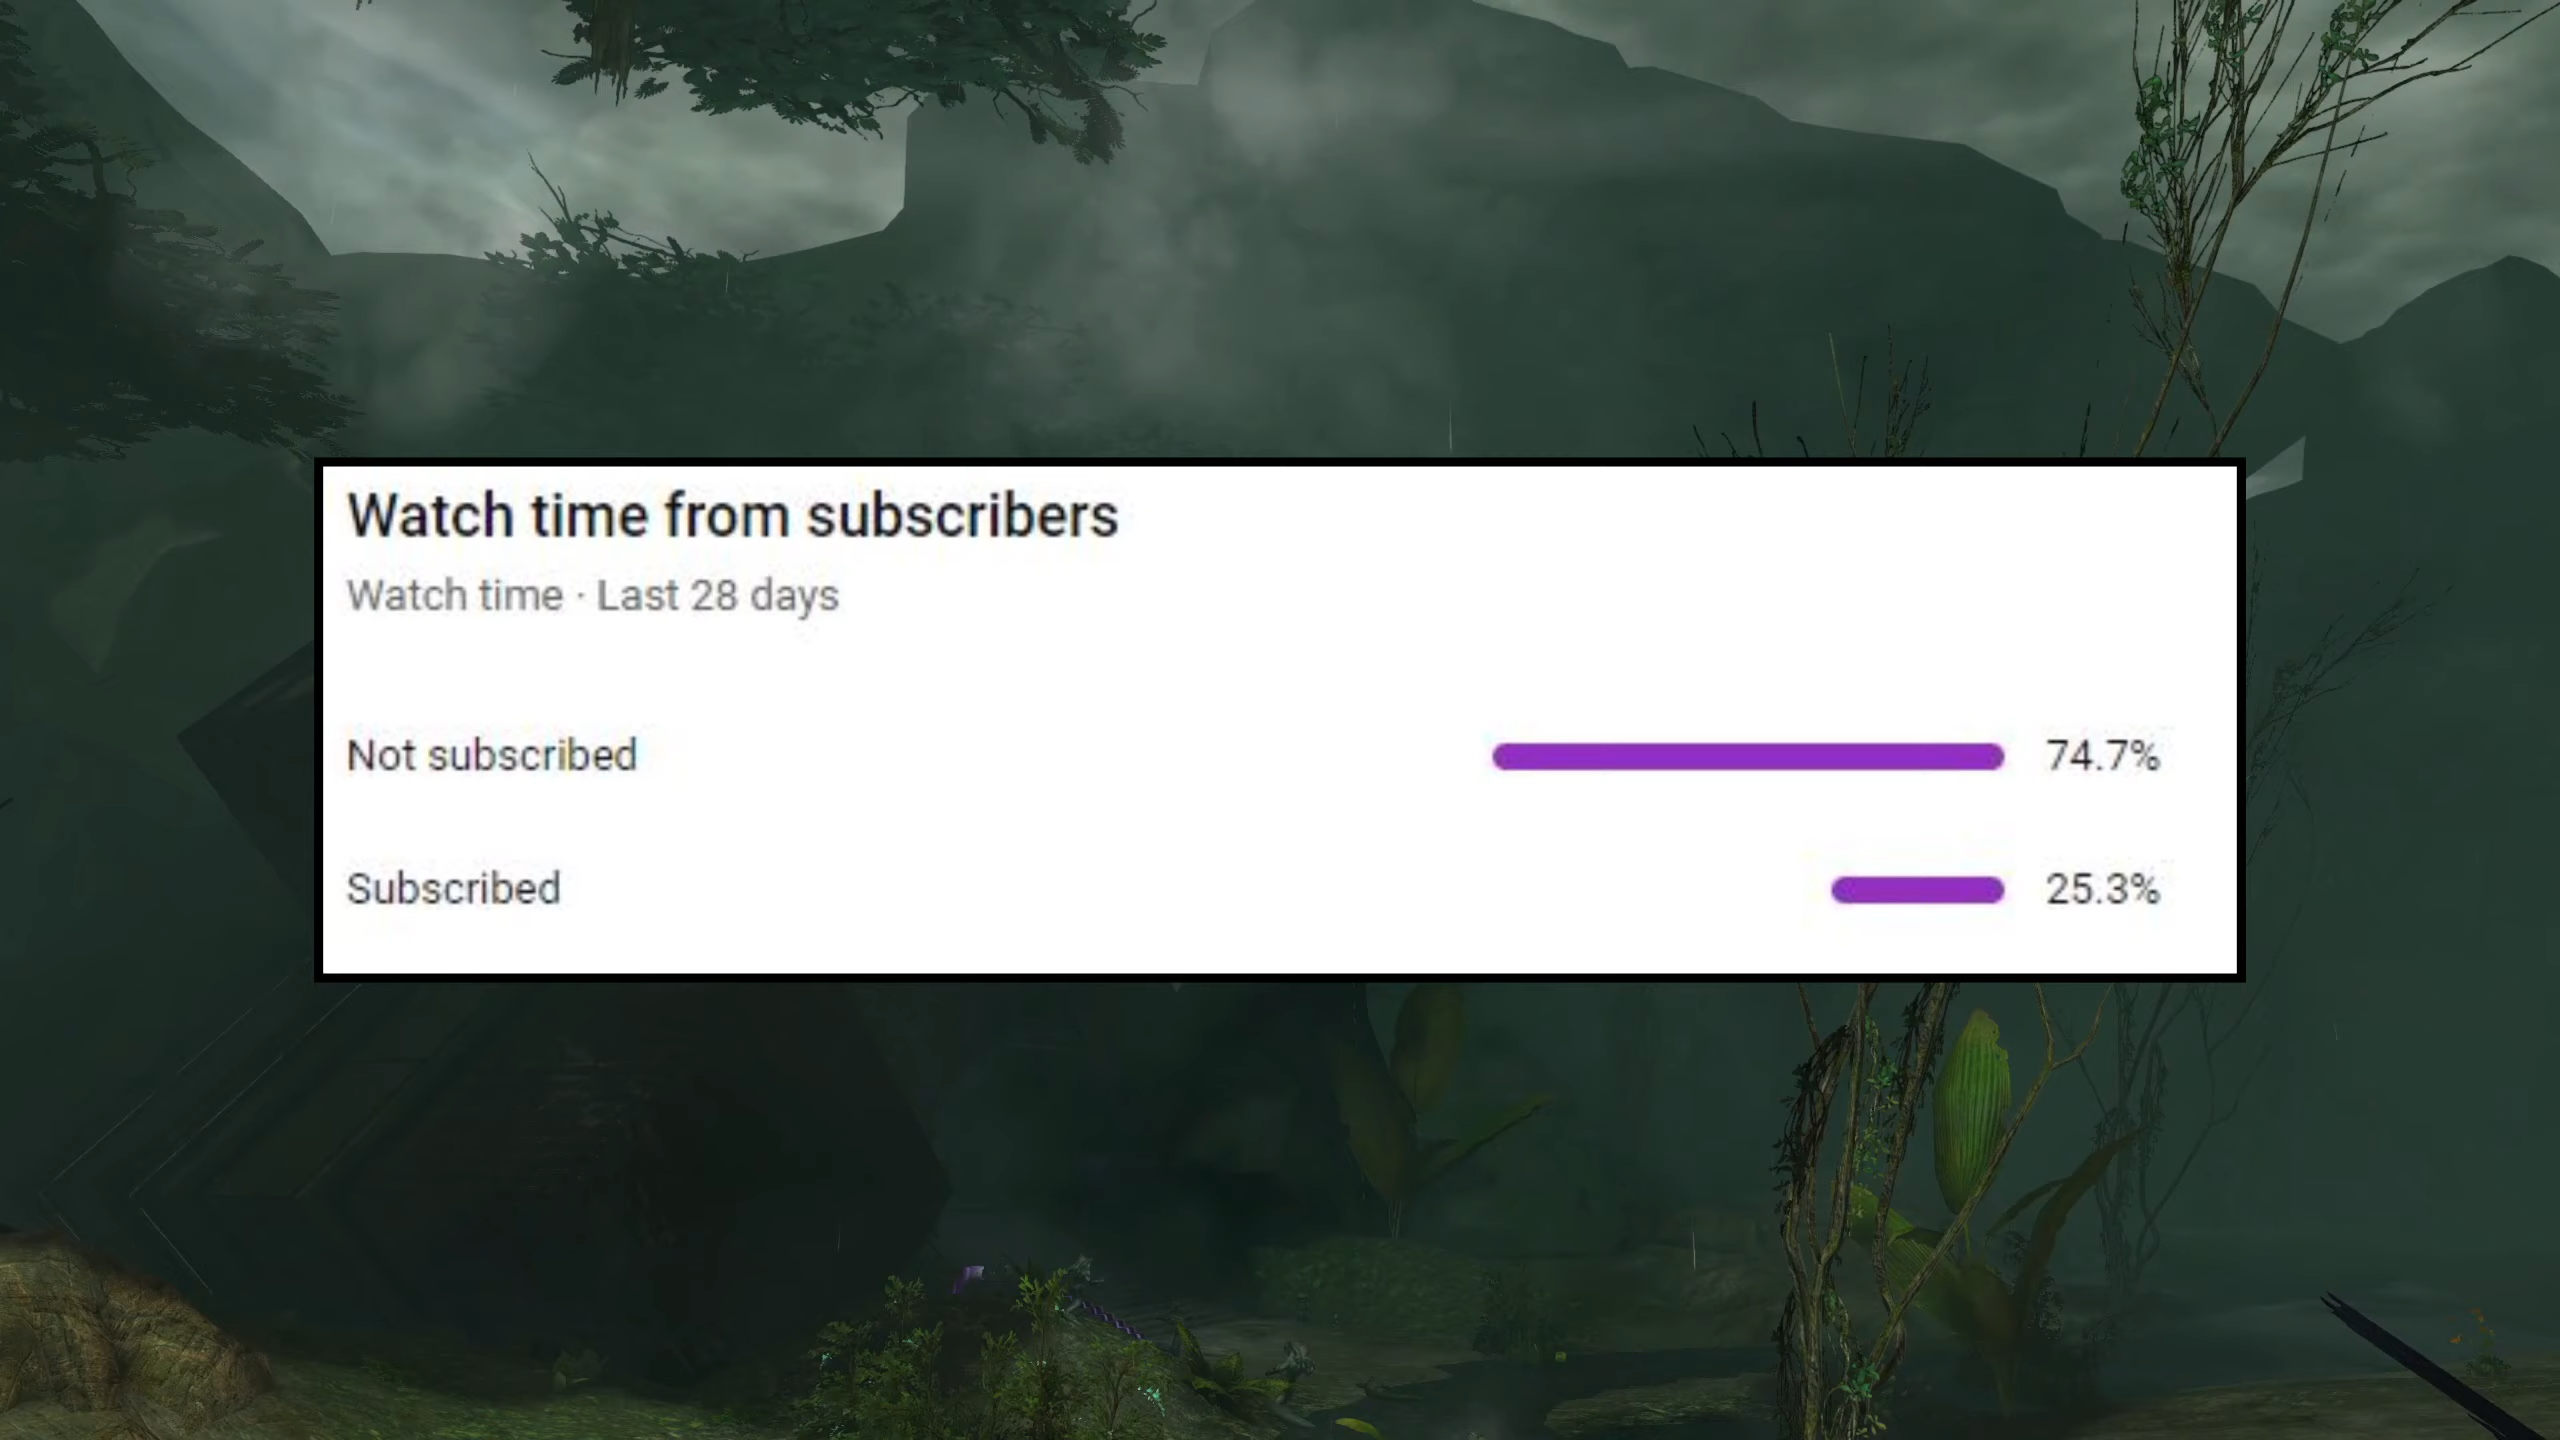 Watch time from subscribers
Watch time · Last 28 days
Not subscribed 74.7%
Subscribed 25.3%